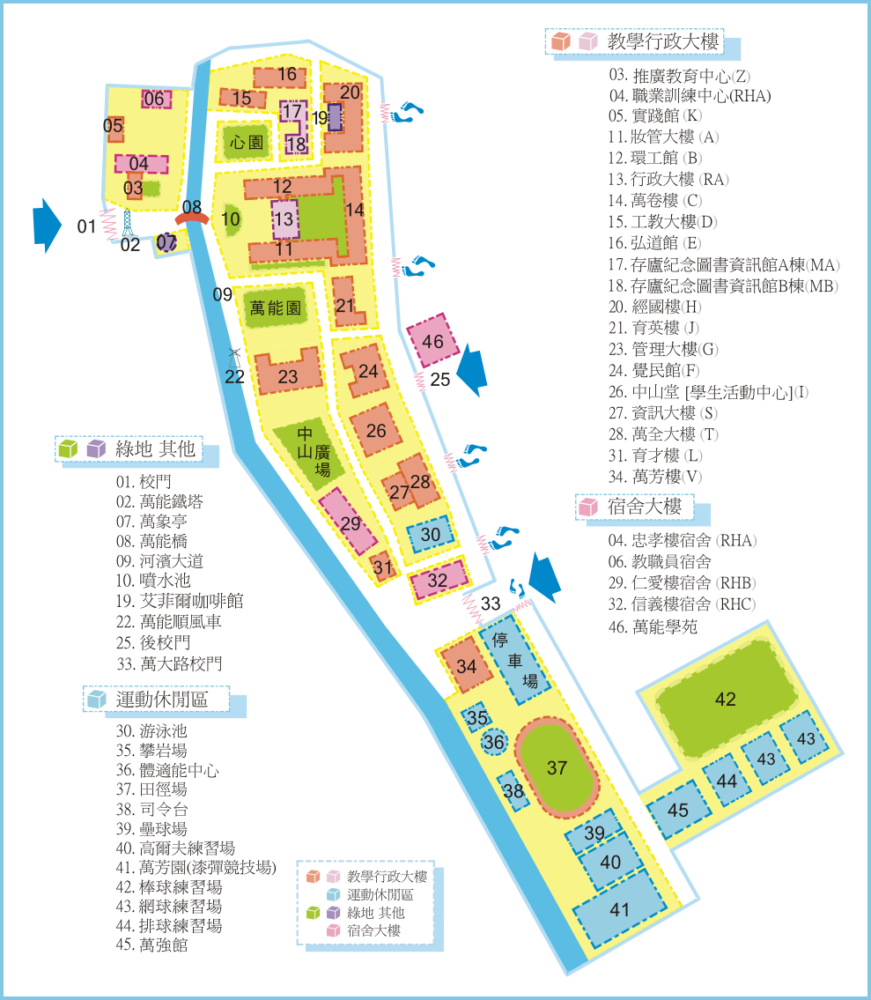 教學行政大樓
03. 推廣教育中心(Z)
04. 職業訓練中心(RHA)
05. 實踐館 (K)
11. 妝管大樓 (A)
12. 環工館 (B)
13. 行政大樓 (RA)
14. 萬卷樓 (C)
15. 工教大樓(D)
16. 弘道館 (E)
17. 存廬紀念圖書資訊館A棟(MA)
18. 存廬紀念圖書資訊館B棟(MB)
20. 經國樓(H)
21. 育英樓 (J)
23. 管理大樓(G)
24. 覺民館(F)
26. 中山堂 [學生活動中心](I)
27. 資訊大樓 (S)
28. 萬全大樓 (T)
31. 育才樓 (L)
34. 萬芳樓(V)
宿舍大樓
04. 忠孝樓宿舍 (RHA)
06. 教職員宿舍
29. 仁愛樓宿舍 (RHB)
32. 信義樓宿舍 (RHC)
46. 萬能學苑
綠地 其他
01. 校門
02. 萬能鐵塔
07. 萬象亭
08. 萬能橋
09. 河濱大道
10. 噴水池
19. 艾菲爾咖啡館
22. 萬能順風車
25. 後校門
33. 萬大路校門
運動休閒區
30. 游泳池
35. 攀岩場
36. 體適能中心
37. 田徑場
38. 司令台
39. 壘球場
40. 高爾夫練習場
41. 萬芳園(漆彈競技場)
42. 棒球練習場
43. 網球練習場
44. 排球練習場
45. 萬強館
教學行政大樓
運動休閒區
綠地 其他
宿舍大樓
16
15
20
06
17
19
05
18
心園
04
03
12
08
14
01
10
13
02
07
11
09
萬能園
21
46
22
23
24
25
中山廣場
26
27
28
29
30
31
32
33
停車場
34
35
36
37
38
39
40
41
42
43
43
44
45